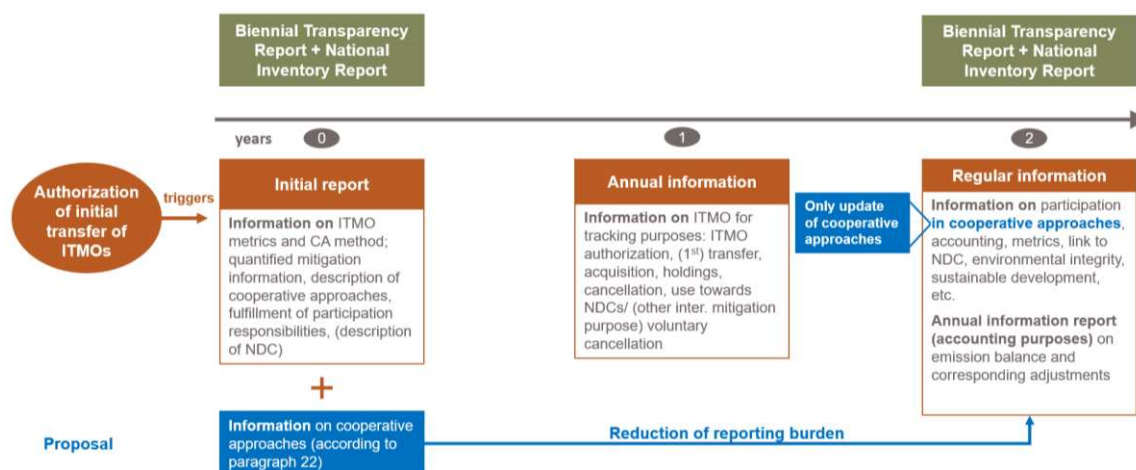 Biennial Transparency
Report + National
Inventory Report
Biennial Transparency
Report + National
Inventory Report
years
0
1
2
Authorization
of initial
transfer of
ITMOs
triggers
Initial report
Information on ITMO
metrics and CA method;
quantified mitigation
information, description of
cooperative approaches,
fulfillment of participation
responsibilities, (description
of NDC)
Annual information
Information on ITMO for
tracking purposes: ITMO
authorization, (1st) transfer,
acquisition, holdings,
cancellation, use towards
NDCs/ (other inter. mitigation
purpose) voluntary
cancellation
Only update
of cooperative
approaches
Regular information
Information on participation
in cooperative approaches,
accounting, metrics, link to
NDC, environmental integrity,
sustainable development,
etc.
Annual information report
(accounting purposes) on
emission balance and
corresponding adjustments
+
Proposal
Information on cooperative
approaches (according to
paragraph 22)
Reduction of reporting burden